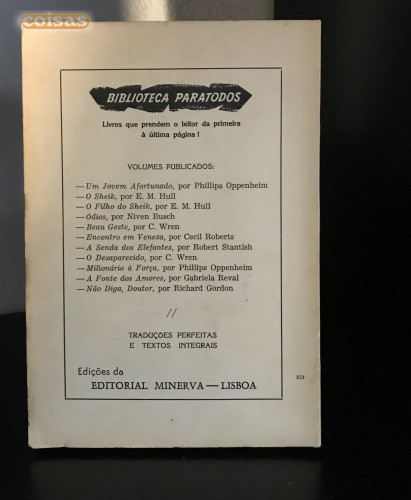 coisas
BIBLIOTECA PARATODOS
Livros que prendem o leitor da primeira
à última página!
VOLUMES PUBLICADOS:
— Um Jovem Afortunado, por Phillips Oppenheim
— O Sheik, por E. M. Hull
— O Filho do Sheik, por E. M. Hull
— Ódios, por Niven Busch
— Beau Geste, por C. Wren
— Encontro em Veneza, por Cecil Roberts
— A Senda dos Elefantes, por Robert Stantish
— O Desaparecido, por C. Wren
— Milionário à Força, por Phillips Oppenheim
— A Fonte dos Amores, por Gabriela Reval
— Não Diga, Doutor, por Richard Gordon
//
TRADUÇÕES PERFEITAS
E TEXTOS INTEGRAIS
Edições da
EDITORIAL MINERVA — LISBOA